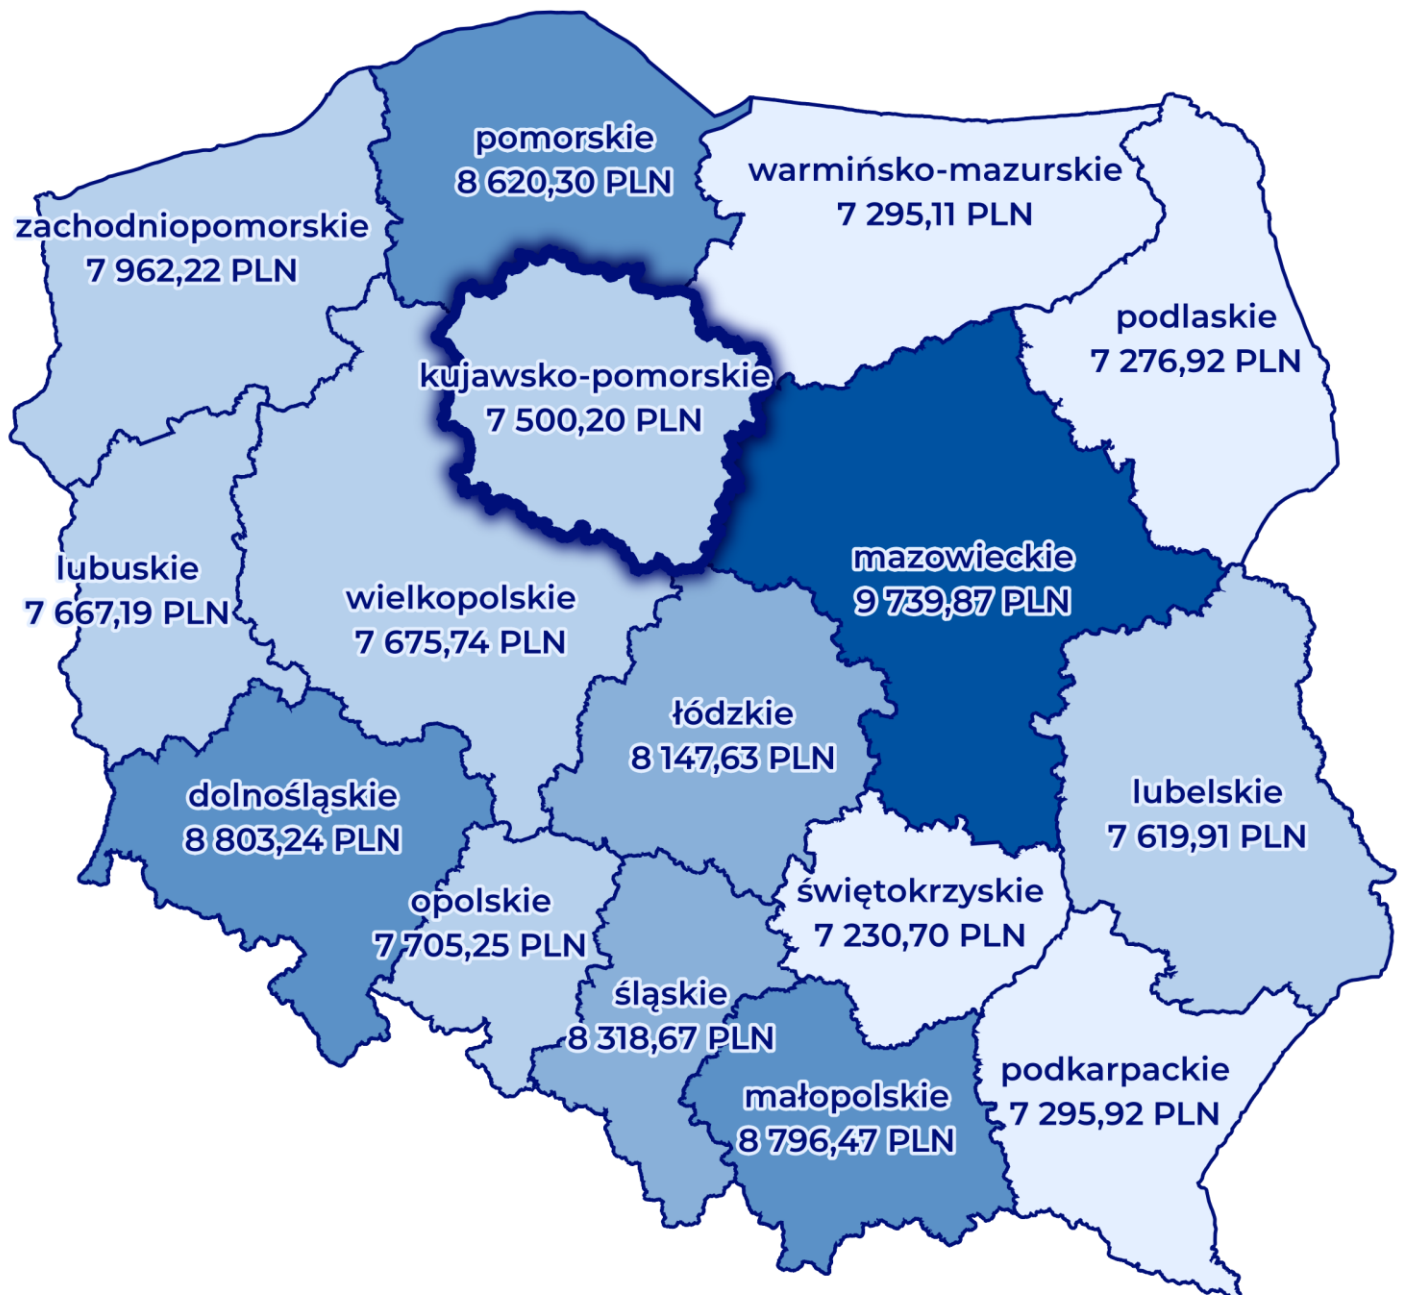 pomorskie
8 620,30 PLN
warmińsko-mazurskie
7 295,11 PLN
zachodniopomorskie
7 962,22 PLN
podlaskie
7 276,92 PLN
kujawsko-pomorskie
7 500,20 PLN
lubuskie
7 667,19 PLN
wielkopolskie
7 675,74 PLN
mazowieckie
9 739,87 PLN
łódzkie
8 147,63 PLN
dolnośląskie
8 803,24 PLN
lubelskie
7 619,91 PLN
opolskie
7 705,25 PLN
świętokrzyskie
7 230,70 PLN
śląskie
8 318,67 PLN
małopolskie
8 796,47 PLN
podkarpackie
7 295,92 PLN